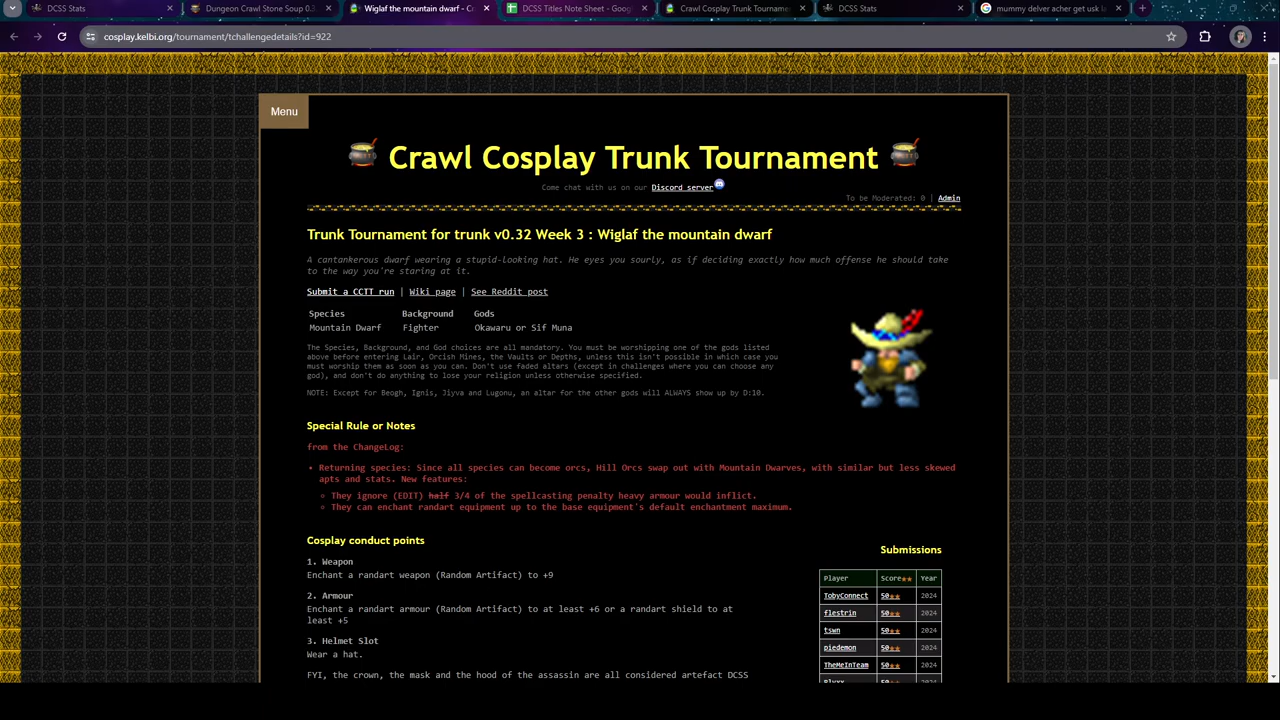 DCSS Stats
Dungeon Crawl Stone Soup 0.3
Wiglaf the mountain dwarf - C
DCSS Titles Note Sheet - Goog
Crawl Cosplay Trunk Tourname
DCSS Stats
mummy delver acher get usk l
cosplay.kelbi.org/tournament/tchallengedetails?id=922
Menu
Crawl Cosplay Trunk Tournament
Come chat with us on our Discord server
To be Moderated: 0 | Admin
Trunk Tournament for trunk v0.32 Week 3 : Wiglaf the mountain dwarf
A cantankerous dwarf wearing a stupid-looking hat. He eyes you sourly, as if deciding exactly how much offense he should take
to the way you're staring at it.
Submit a CCTT run | Wiki page | See Reddit post
Species Background Gods
Mountain Dwarf Fighter Okawaru or Sif Muna
The Species, Background, and God choices are all mandatory. You must be worshipping one of the gods listed
above before entering Lair, Orcish Mines, the Vaults or Depths, unless this isn't possible in which case you
must worship them as soon as you can. Don't use faded altars (except in challenges where you can choose any
god), and don't do anything to lose your religion unless otherwise specified.
NOTE: Except for Beogh, Ignis, Jiyva and Lugonu, an altar for the other gods will ALWAYS show up by D:10.
Special Rule or Notes
from the ChangeLog:
• Returning species: Since all species can become orcs, Hill Orcs swap out with Mountain Dwarves, with similar but less skewed
apts and stats. New features:
○ They ignore (EDIT) half 3/4 of the spellcasting penalty heavy armour would inflict.
○ They can enchant randart equipment up to the base equipment's default enchantment maximum.
Cosplay conduct points
1. Weapon
Enchant a randart weapon (Random Artifact) to +9
2. Armour
Enchant a randart armour (Random Artifact) to at least +6 or a randart shield to at
least +5
3. Helmet Slot
Wear a hat.
FYI, the crown, the mask and the hood of the assassin are all considered artefact DCSS
Submissions
Player Score★★ Year
TobyConnect 50★★ 2024
flestrin 50★★ 2024
tswn 50★★ 2024
piedemon 50★★ 2024
TheMeInTeam 50★★ 2024